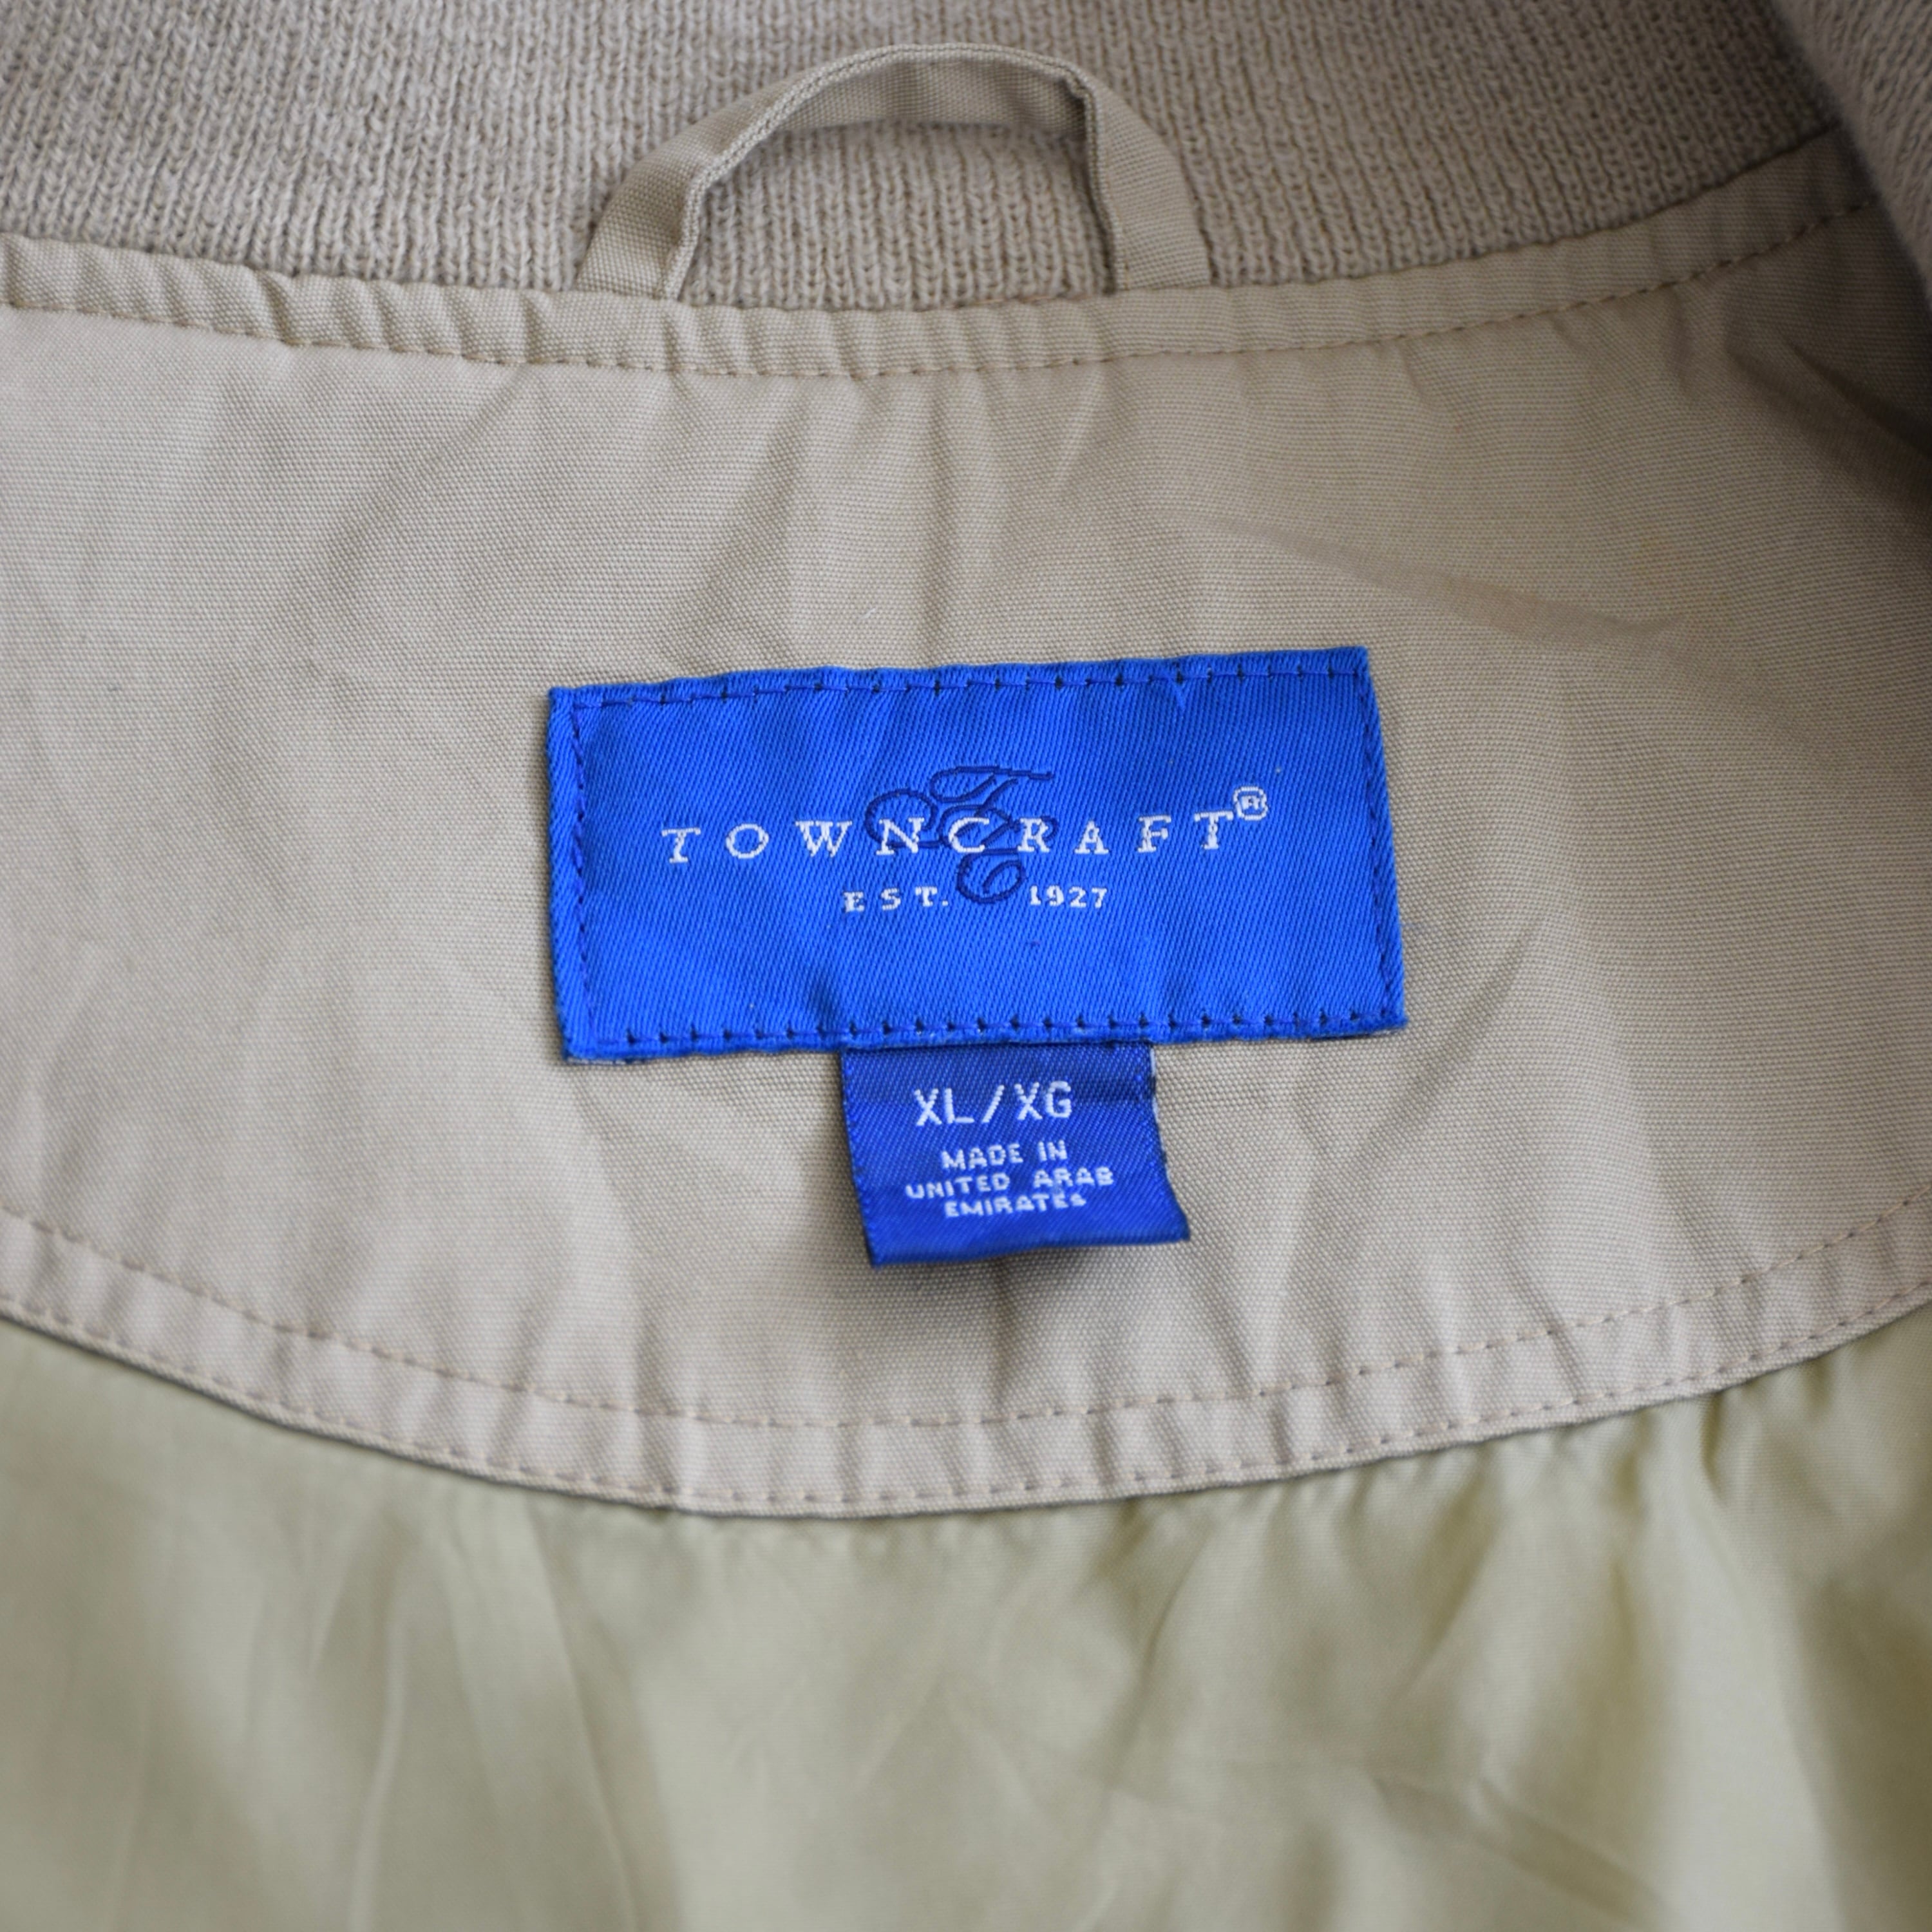 TOWNCRAFT®
EST. 1927
XL/XG
MADE IN
UNITED ARAB
EMIRATES